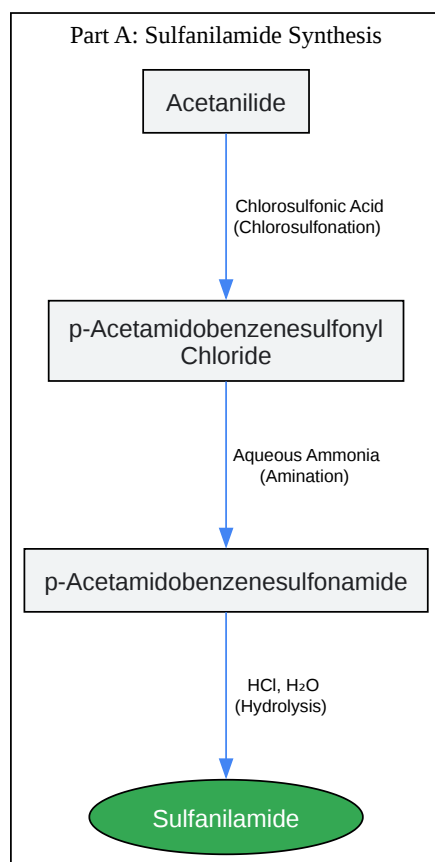 Part A: Sulfanilamide Synthesis
Acetanilide
Chlorosulfonic Acid
(Chlorosulfonation)
p-Acetamidobenzenesulfonyl
Chloride
Aqueous Ammonia
(Amination)
p-Acetamidobenzenesulfonamide
HCl, H₂O
(Hydrolysis)
Sulfanilamide